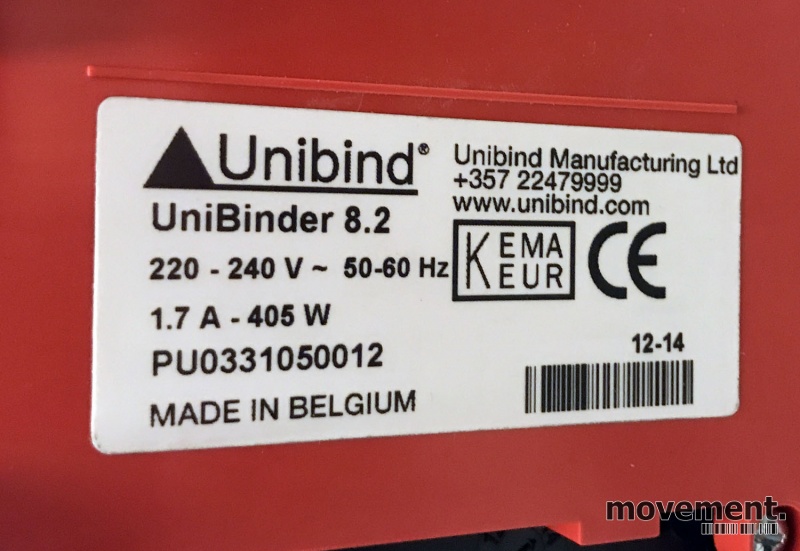 Unibind®
UniBinder 8.2
220 - 240 V ~ 50-60 Hz
1.7 A - 405 W
PU0331050012
MADE IN BELGIUM
Unibind Manufacturing Ltd
+357 22479999
www.unibind.com
KEMA
EUR
CE
12-14
movement.